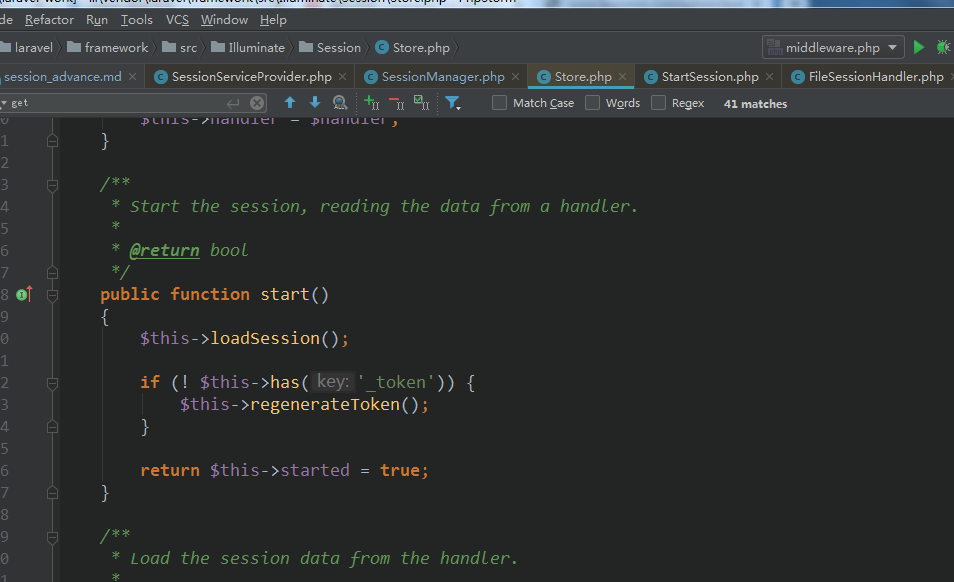 de Refactor Run Tools VCS Window Help
laravel framework src Illuminate Session Store.php middleware.php
session_advance.md SessionServiceProvider.php SessionManager.php Store.php StartSession.php FileSessionHandler.php
get Match Case Words Regex 41 matches
$this->handler = $handler;
1 }
2
3 /**
4 * Start the session, reading the data from a handler.
5 *
6 * @return bool
7 */
8 public function start()
9 {
0 $this->loadSession();
1
2 if (! $this->has( key: '_token')) {
3 $this->regenerateToken();
4 }
5
6 return $this->started = true;
7 }
8
9 /**
0 * Load the session data from the handler.
1 *